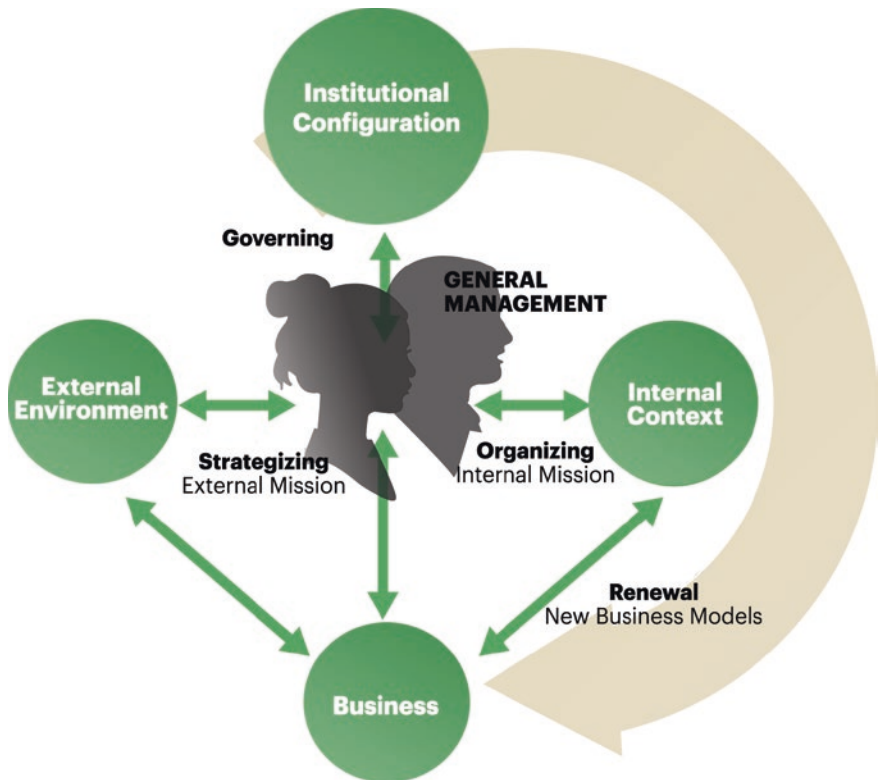 Institutional
Configuration
Governing
GENERAL
MANAGEMENT
External
Environment
Internal
Context
Strategizing
External Mission
Organizing
Internal Mission
Renewal
New Business Models
Business